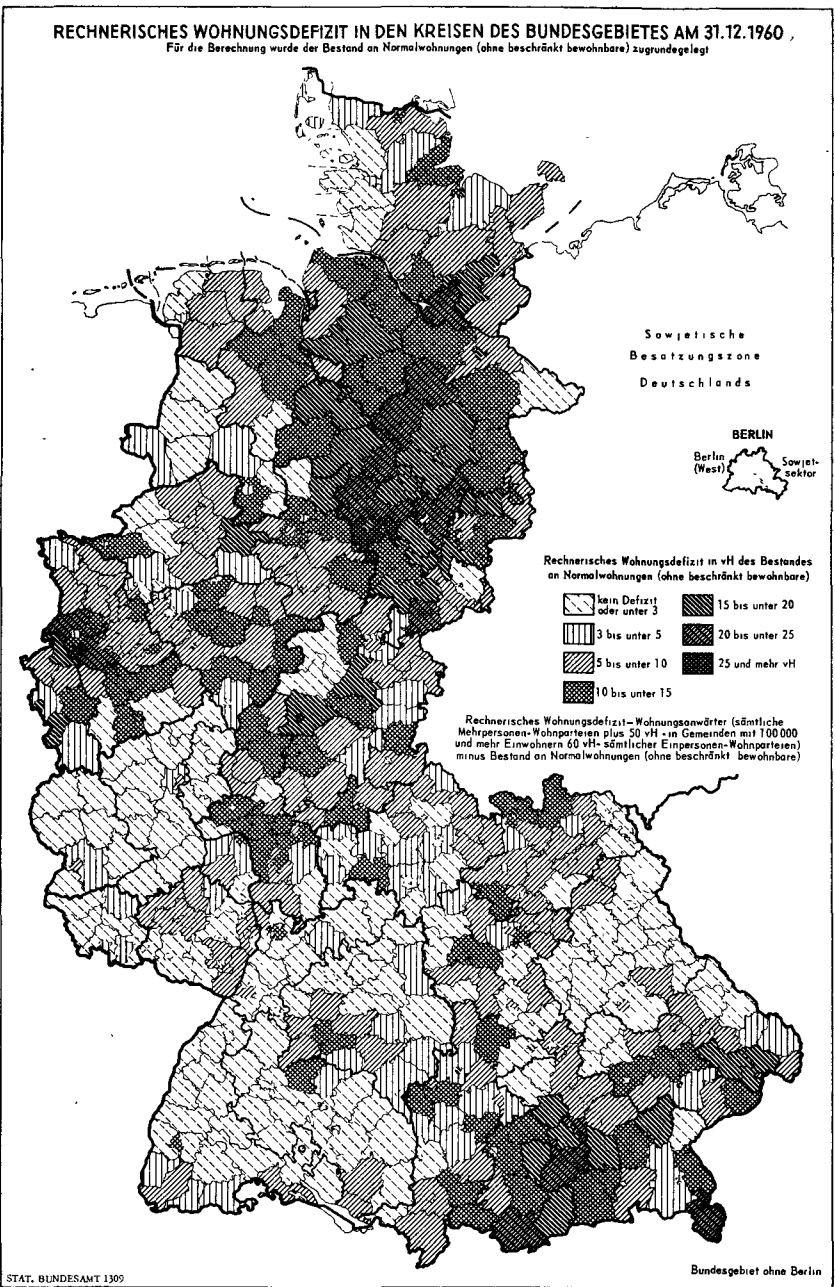 RECHNERISCHES WOHNUNGSDEFIZIT IN DEN KREISEN DES BUNDESGEBIETES AM 31.12.1960
Für die Berechnung wurde der Bestand an Normalwohnungen (ohne beschränkt bewohnbare) zugrundegelegt
Sowjetische
Besatzungszone
Deutschlands
BERLIN
Berlin
(West)
Sowjet-
sektor
Rechnerisches Wohnungsdefizit in vH des Bestandes
an Normalwohnungen (ohne beschränkt bewohnbare)
kein Defizit
oder unter 3
3 bis unter 5
5 bis unter 10
10 bis unter 15
15 bis unter 20
20 bis unter 25
25 und mehr vH
Rechnerisches Wohnungsdefizit-Wohnungsanwärter (sämtliche
Mehrpersonen-Wohnparteien plus 50 vH - in Gemeinden mit 100 000
und mehr Einwohnern 60 vH- sämtlicher Einpersonen-Wohnparteien)
minus Bestand an Normalwohnungen (ohne beschränkt bewohnbare)
STAT. BUNDESAMT 1309
Bundesgebiet ohne Berlin